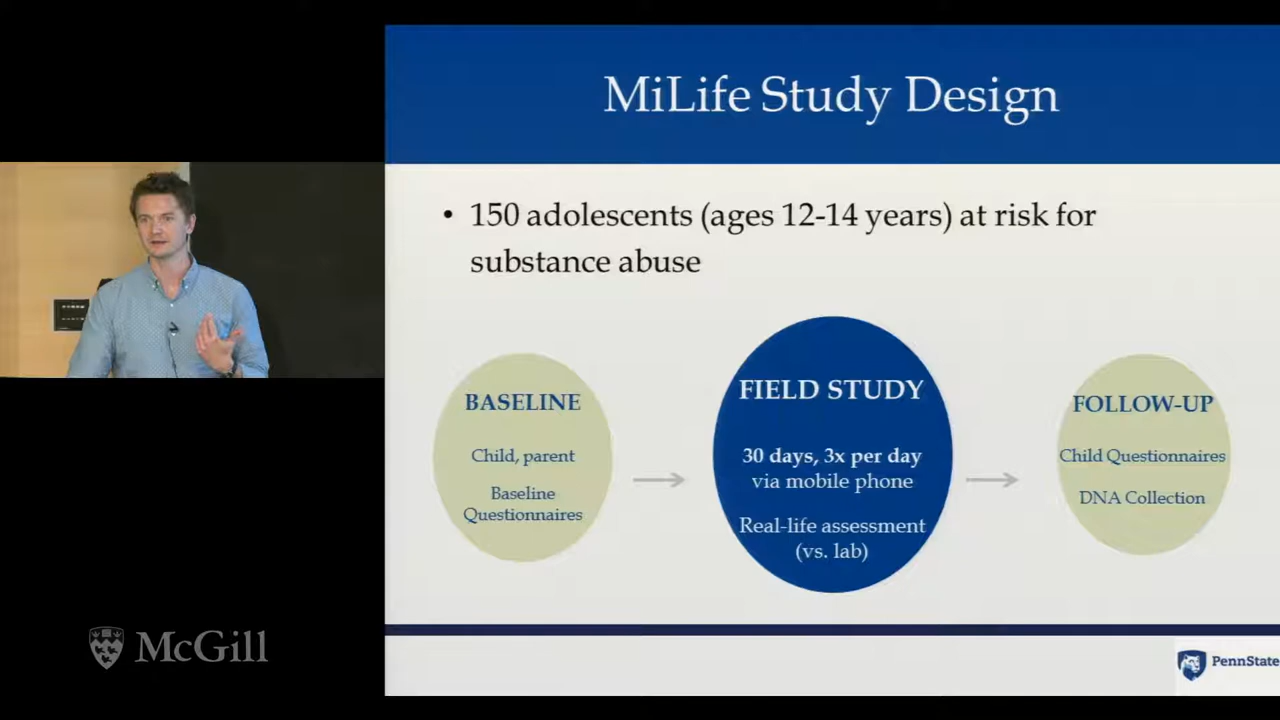 MiLife Study Design
• 150 adolescents (ages 12-14 years) at risk for
substance abuse
BASELINE
Child, parent
Baseline
Questionnaires
FIELD STUDY
30 days, 3x per day
via mobile phone
Real-life assessment
(vs. lab)
FOLLOW-UP
Child Questionnaires
DNA Collection
McGill
PennState